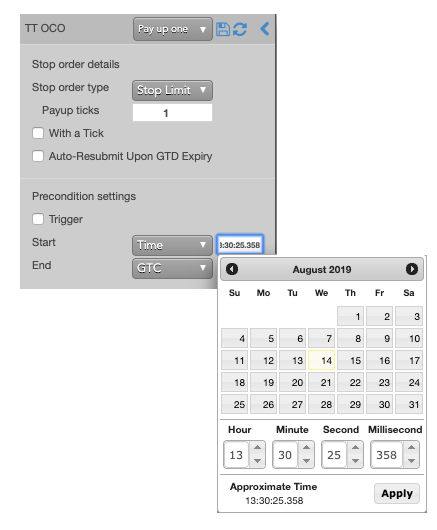 TT OCO Pay up one
Stop order details
Stop order type Stop Limit
Payup ticks 1
With a Tick
Auto-Resubmit Upon GTD Expiry
Precondition settings
Trigger
Start Time 13:30:25.358
End GTC
August 2019
Su Mo Tu We Th Fr Sa
1 2 3
4 5 6 7 8 9 10
11 12 13 14 15 16 17
18 19 20 21 22 23 24
25 26 27 28 29 30 31
Hour Minute Second Millisecond
13 30 25 358
Approximate Time
13:30:25.358
Apply